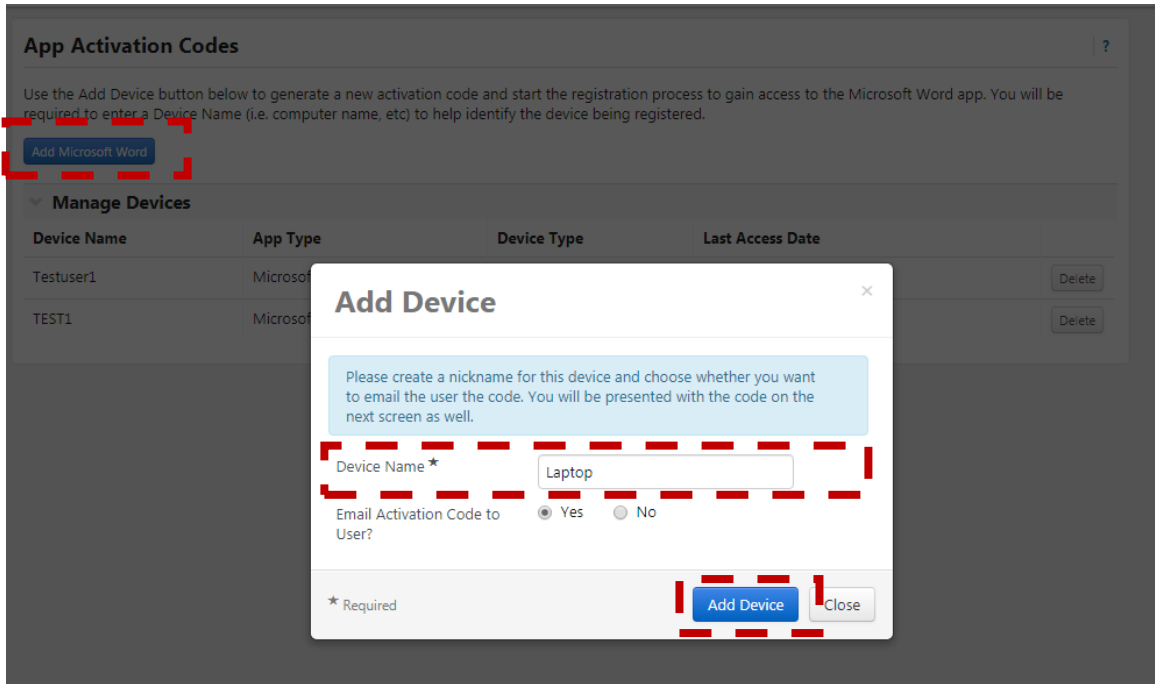 App Activation Codes
?
Use the Add Device button below to generate a new activation code and start the registration process to gain access to the Microsoft Word app. You will be
required to enter a Device Name (i.e. computer name, etc) to help identify the device being registered.
Add Microsoft Word
Manage Devices
Device Name App Type Device Type Last Access Date
Testuser1 Microsof Delete
TEST1 Microsof Delete
Add Device
×
Please create a nickname for this device and choose whether you want
to email the user the code. You will be presented with the code on the
next screen as well.
Device Name ★ Laptop
Email Activation Code to Yes No
User?
★ Required Add Device Close